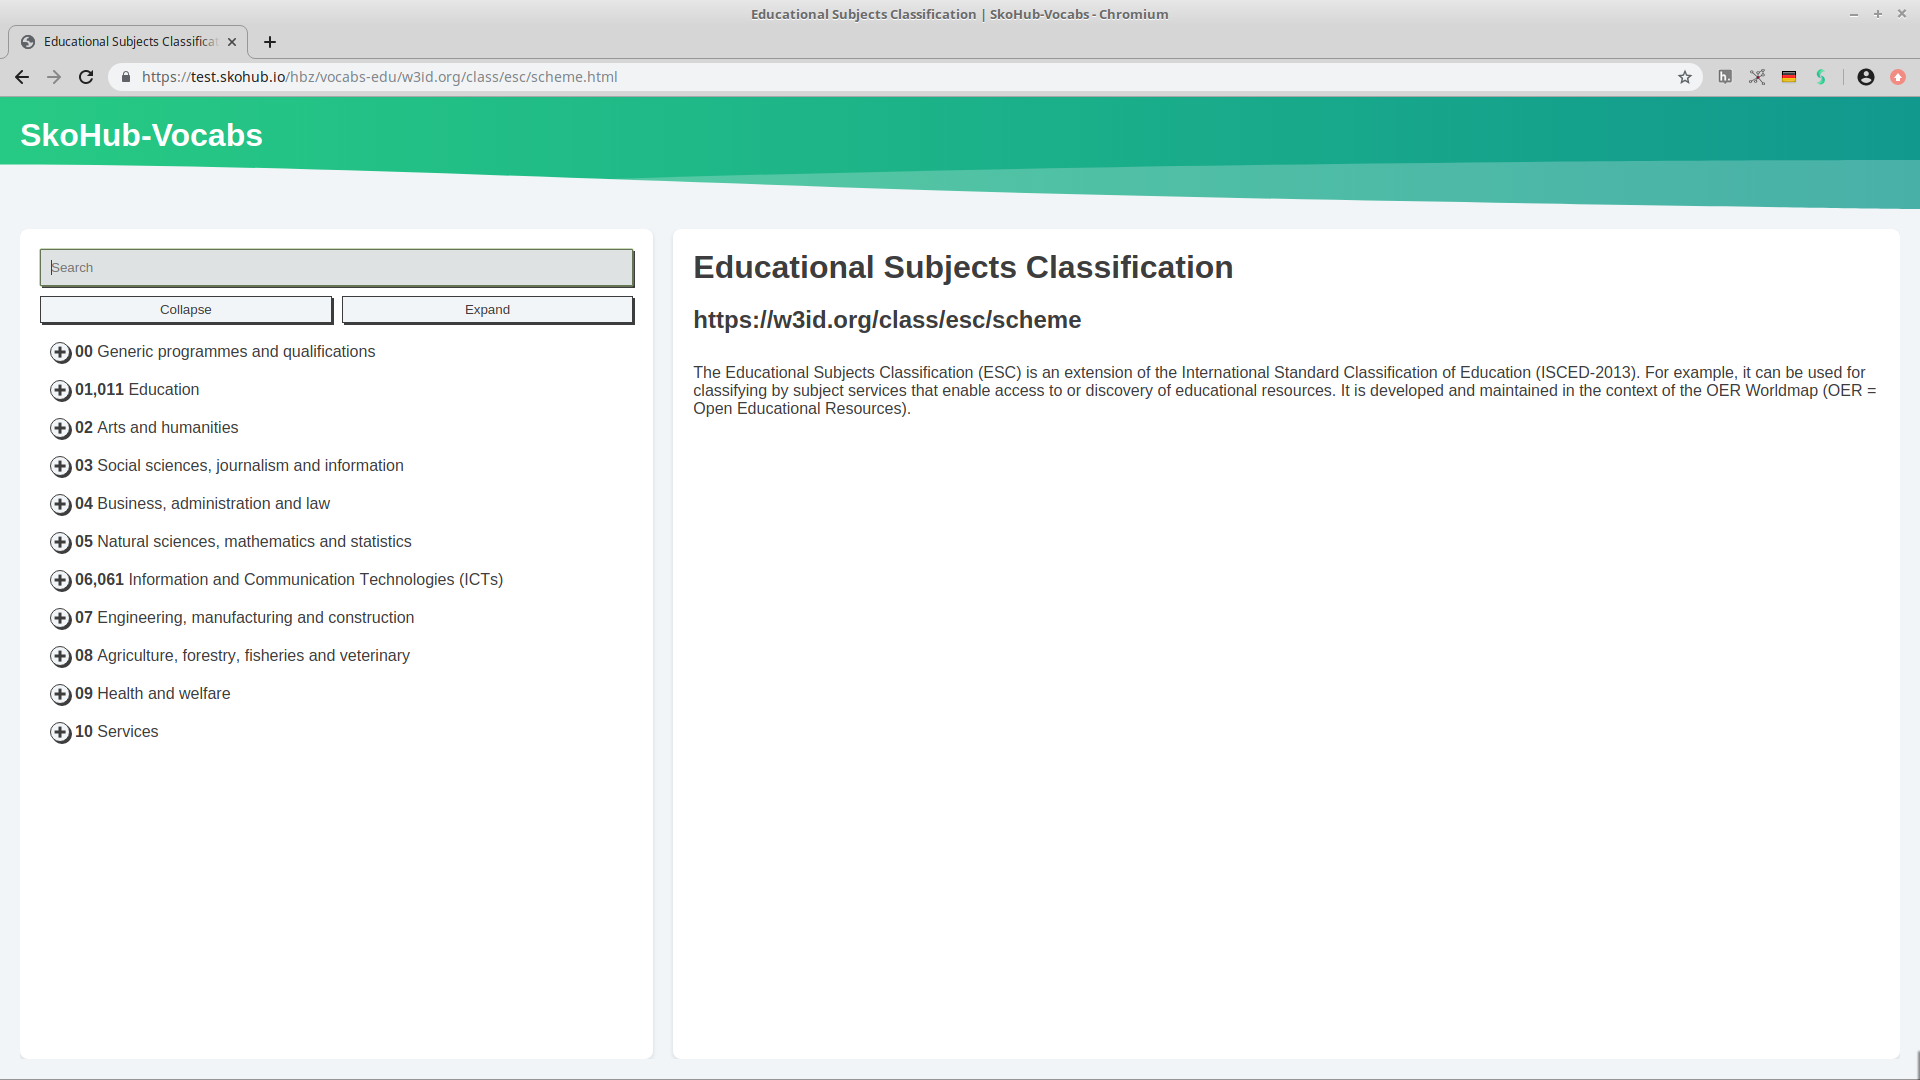 Educational Subjects Classification | SkoHub-Vocabs - Chromium
Educational Subjects Classificat
https://test.skohub.io/hbz/vocabs-edu/w3id.org/class/esc/scheme.html
SkoHub-Vocabs
Search
Collapse
Expand
00 Generic programmes and qualifications
01,011 Education
02 Arts and humanities
03 Social sciences, journalism and information
04 Business, administration and law
05 Natural sciences, mathematics and statistics
06,061 Information and Communication Technologies (ICTs)
07 Engineering, manufacturing and construction
08 Agriculture, forestry, fisheries and veterinary
09 Health and welfare
10 Services
Educational Subjects Classification
https://w3id.org/class/esc/scheme
The Educational Subjects Classification (ESC) is an extension of the International Standard Classification of Education (ISCED-2013). For example, it can be used for
classifying by subject services that enable access to or discovery of educational resources. It is developed and maintained in the context of the OER Worldmap (OER =
Open Educational Resources).